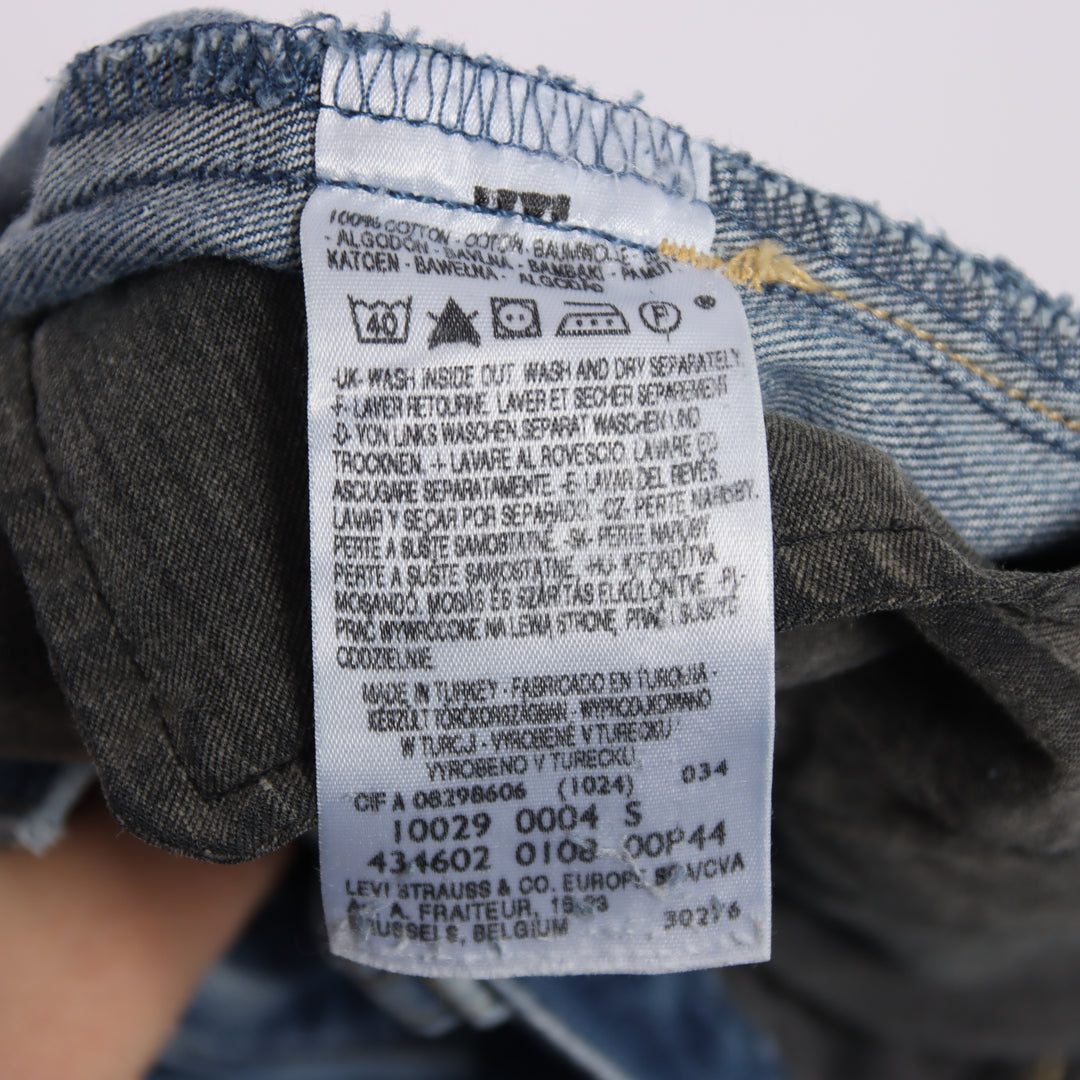 100% COTTON - COTON - BAUMWOLLE
- ALGODÓN - BAVLNA - BAMBAKI - PAMUT
KATOEN - BAWEŁNA - ALGODÃO
40 P ®
-UK- WASH INSIDE OUT. WASH AND DRY SEPARATELY
-F- LAVER RETOURNE. LAVER ET SECHER SEPAREMENT
-D- VON LINKS WASCHEN. SEPARAT WASCHEN UND
TROCKNEN. -I- LAVARE AL ROVESCIO. LAVARE ED
ASCIUGARE SEPARATAMENTE. -E- LAVAR DEL REVÉS.
LAVAR Y SECAR POR SEPARADO. -CZ- PERTE NARUBY.
PERTE A SUŠTE SAMOSTATNE. -SK- PERTE NARUBY
PERTE A SUŠTE SAMOSTATNE. -HU- KIFORDÍTVA
MOSANDÓ. MOSÁS ÉS SZÁRÍTÁS ELKÜLÖNÍTVE. -PL-
PRAĆ WYWRÓCONE NA LEWĄ STRONĘ, PRAĆ I SUSZYĆ
ODDZIELNIE.
MADE IN TURKEY - FABRICADO EN TURQUIA -
KÉSZÜLT TÖRÖKORSZÁGBAN - WYPRODUKOWANO
W TURCJI - VYROBENÉ V TURECKU
VYROBENO V TURECKU.
CIF A 08298606 (1024) 034
10029 0004 S
434602 0108 00P44
LEVI STRAUSS & CO. EUROPE VCVA
A. FRAITEUR, 15-23
BRUSSELS, BELGIUM